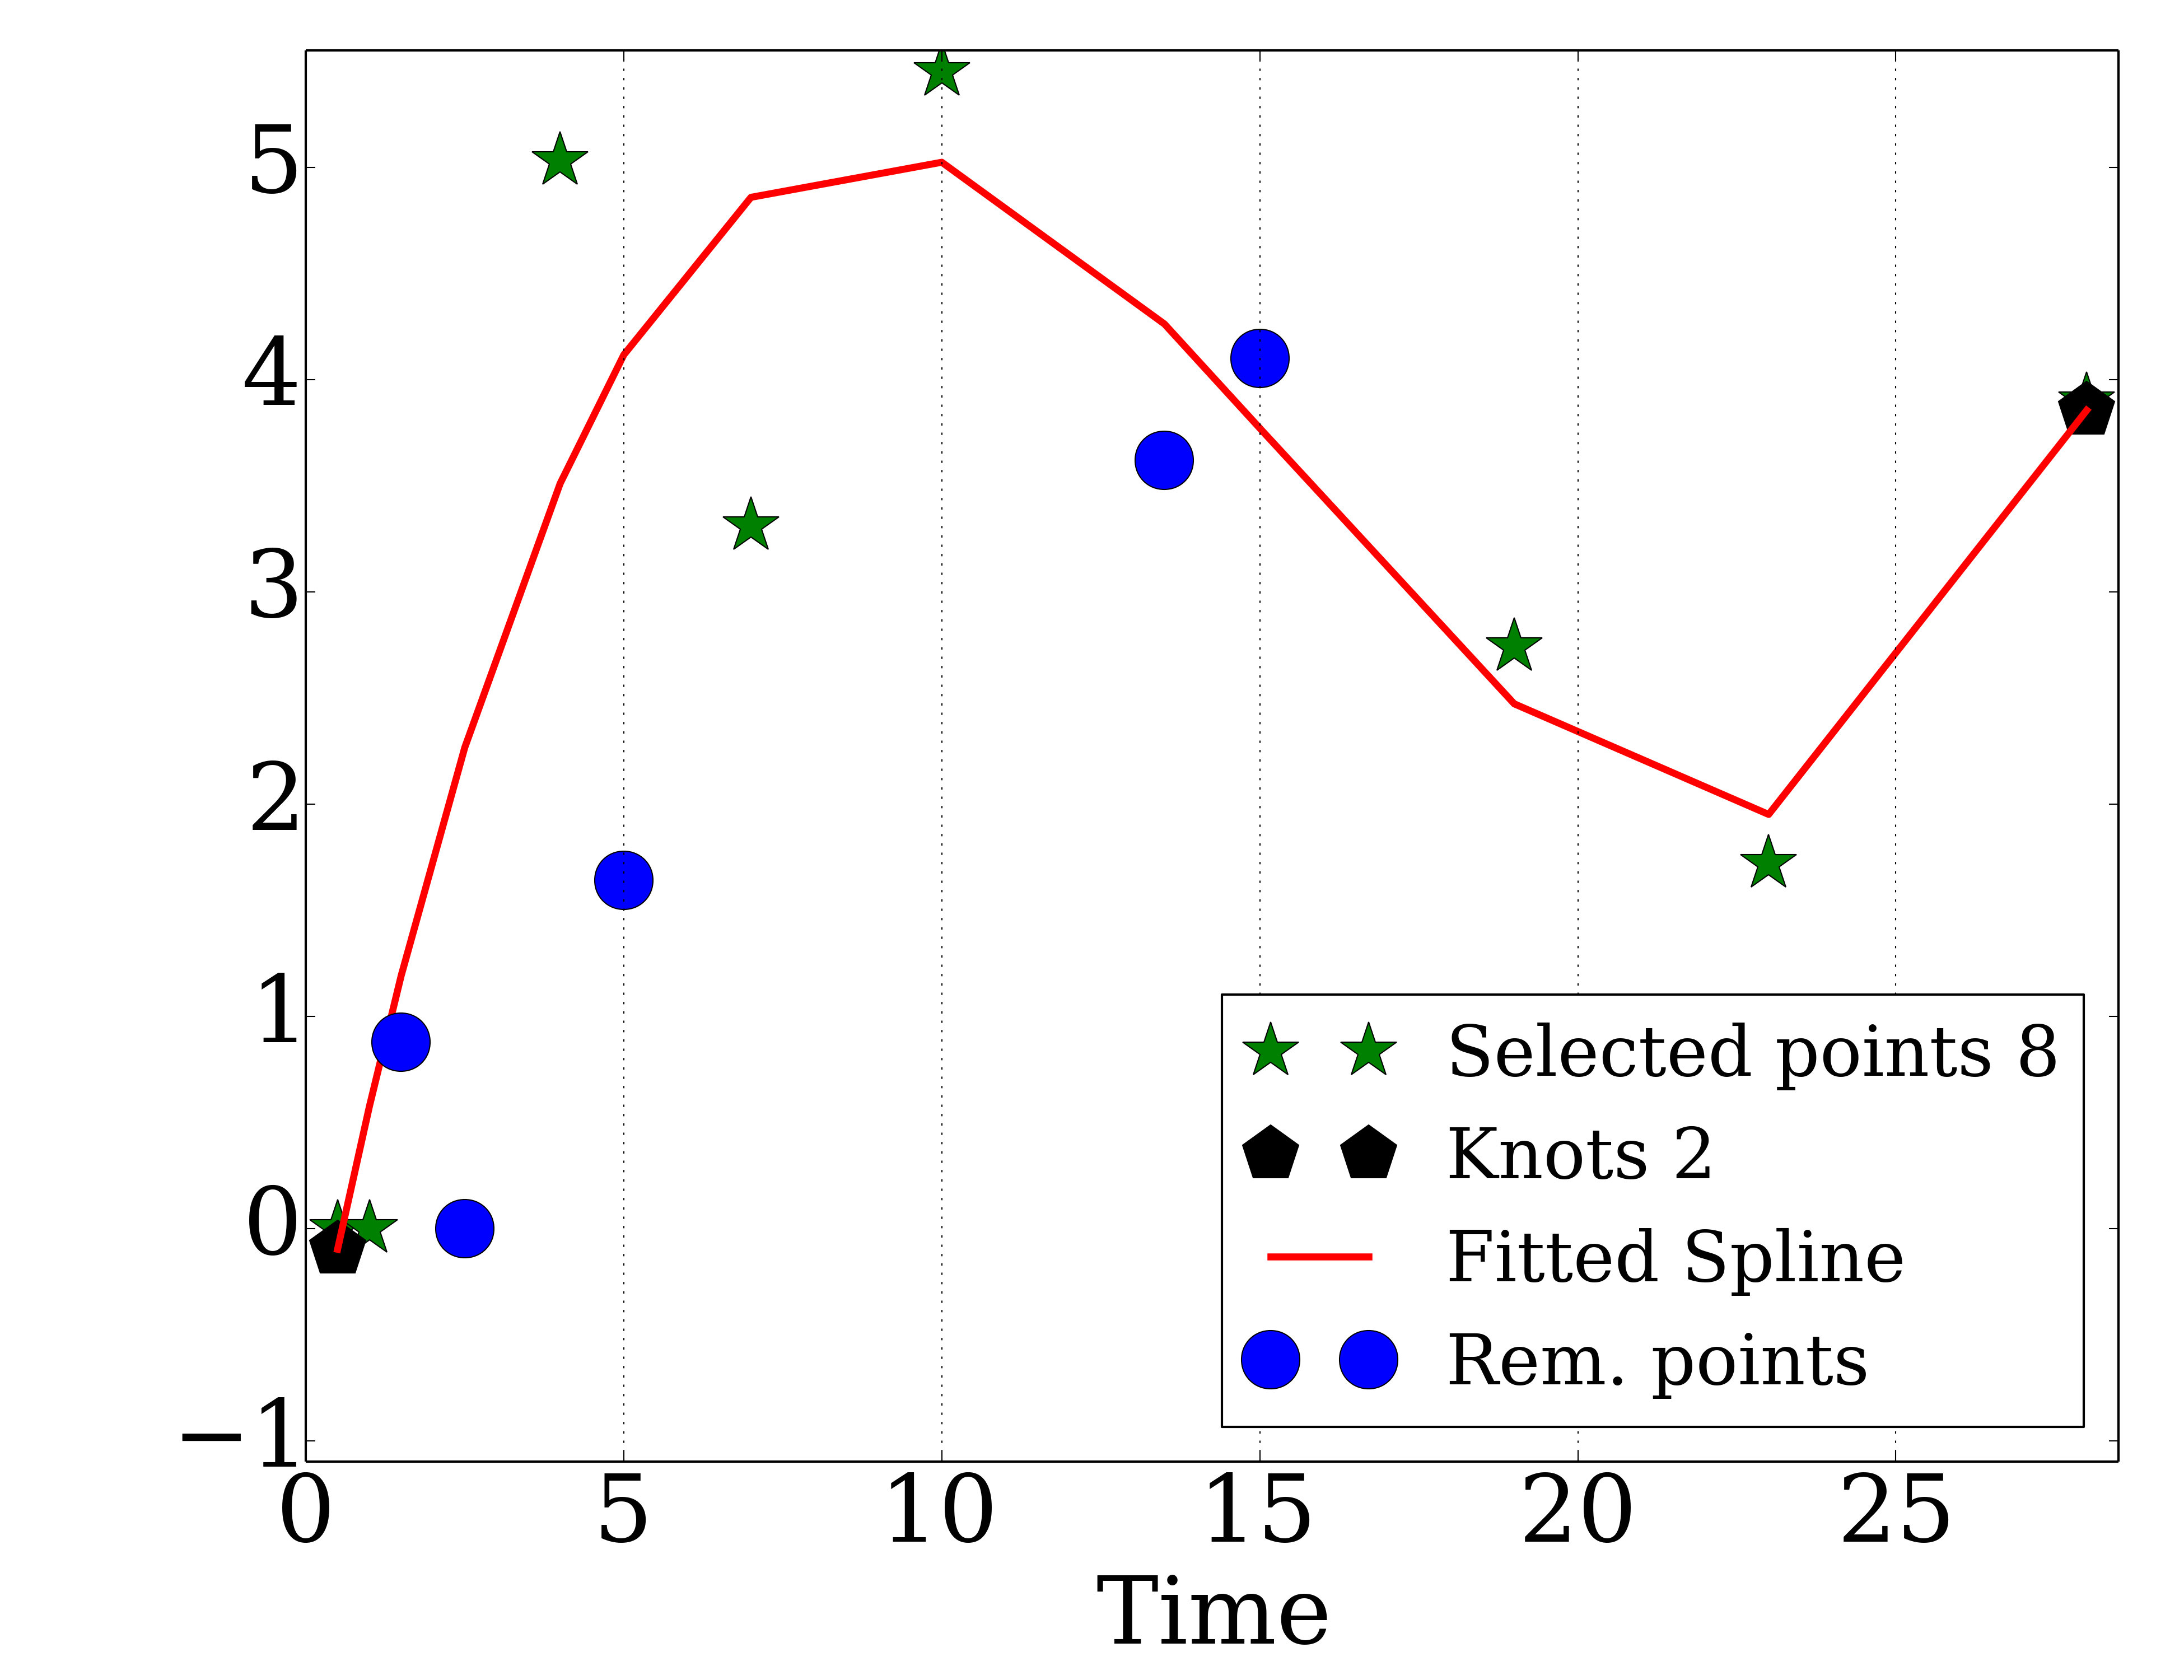 5
4
3
2
1
0
−1
0 5 10 15 20 25
Time
Selected points 8
Knots 2
Fitted Spline
Rem. points